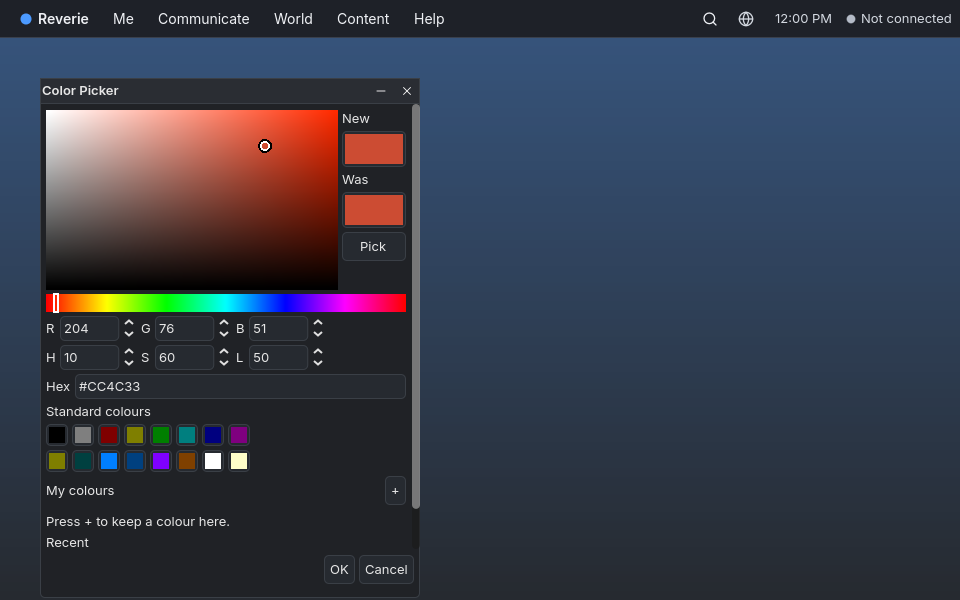 Reverie Me Communicate World Content Help 12:00 PM Not connected
Color Picker
New
Was
Pick
R 204 G 76 B 51
H 10 S 60 L 50
Hex #CC4C33
Standard colours
My colours +
Press + to keep a colour here.
Recent
OK Cancel